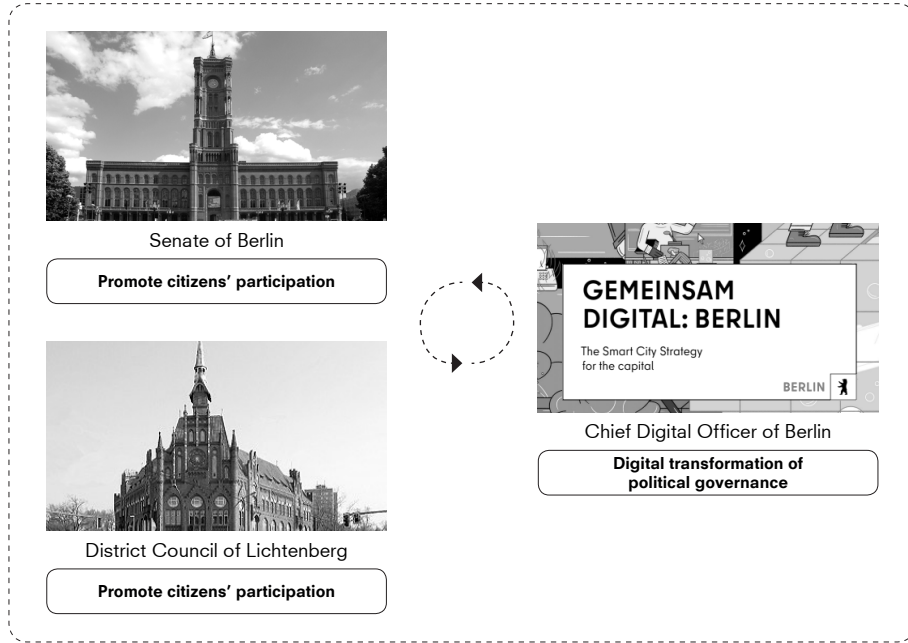 Senate of Berlin
Promote citizens’ participation
District Council of Lichtenberg
Promote citizens’ participation
GEMEINSAM
DIGITAL: BERLIN
The Smart City Strategy
for the capital
BERLIN
Chief Digital Officer of Berlin
Digital transformation of
political governance